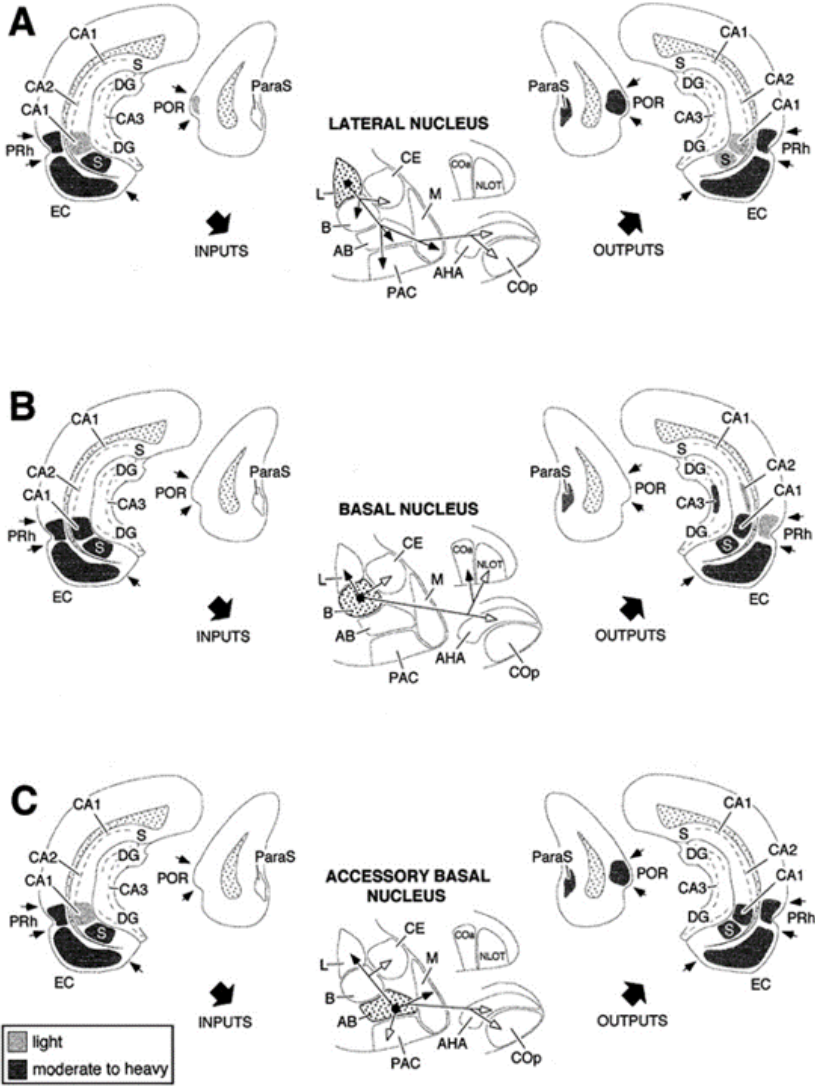 A
CA1
S
CA2
DG
CA1
CA3
DG
PRh
S
EC
POR
ParaS
INPUTS
LATERAL NUCLEUS
CE
L
M
B
AB
PAC
COa
NLOT
AHA
COp
ParaS
POR
OUTPUTS
CA1
S
DG
CA2
CA1
CA3
DG
PRh
S
EC
B
CA1
S
CA2
DG
CA1
CA3
DG
PRh
S
EC
POR
ParaS
INPUTS
BASAL NUCLEUS
CE
L
M
B
AB
PAC
COa
NLOT
AHA
COp
ParaS
POR
OUTPUTS
CA1
S
DG
CA2
CA3
CA1
DG
PRh
S
EC
C
CA1
S
CA2
DG
CA1
CA3
DG
PRh
S
EC
POR
ParaS
INPUTS
ACCESSORY BASAL
NUCLEUS
CE
L
M
B
AB
PAC
COa
NLOT
AHA
COp
ParaS
POR
OUTPUTS
CA1
S
DG
CA2
CA1
CA3
DG
PRh
S
EC
light
moderate to heavy